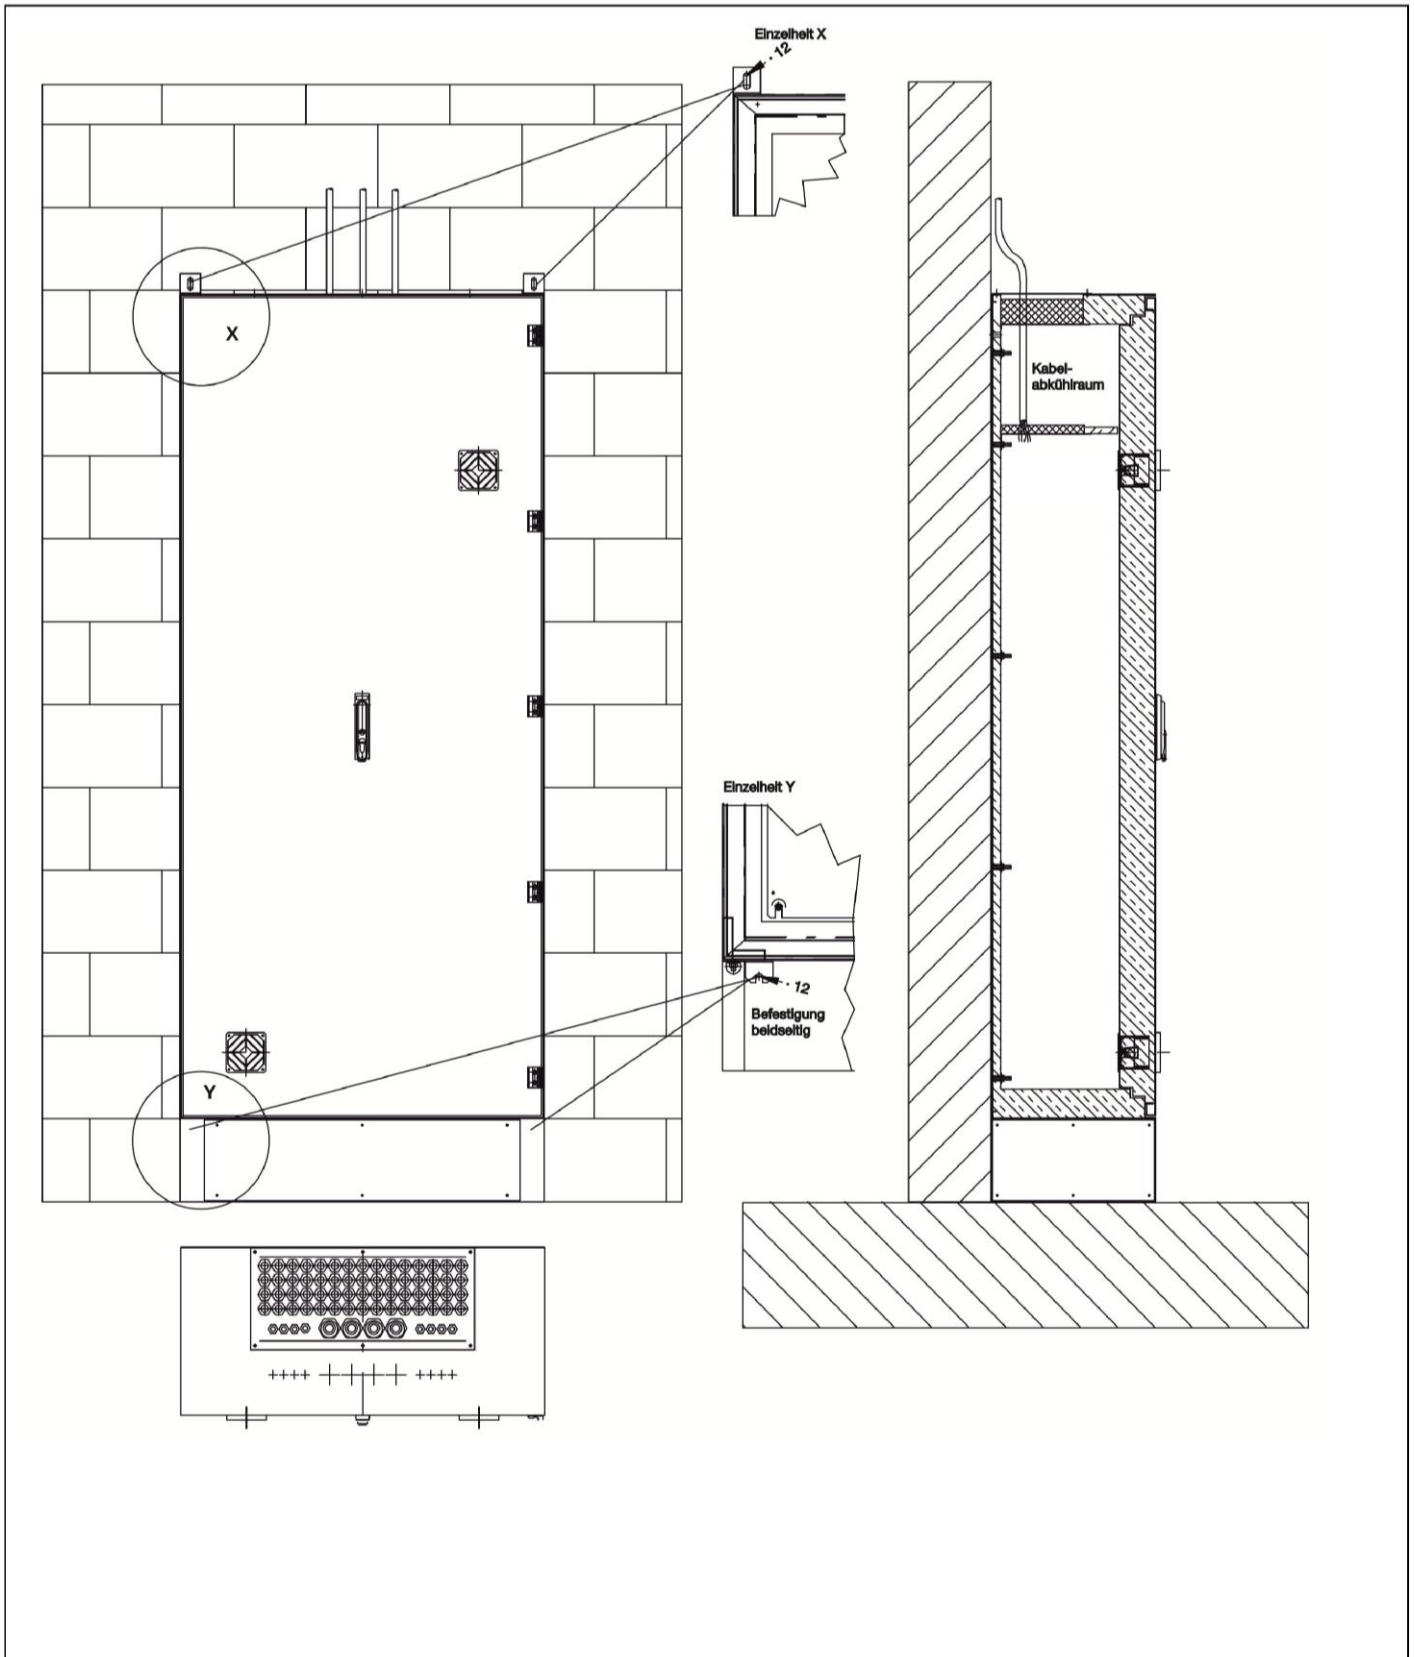 Einzelheit X
12
X
Kabel-
abkühlraum
Einzelheit Y
12
Befestigung
beidseitig
Y